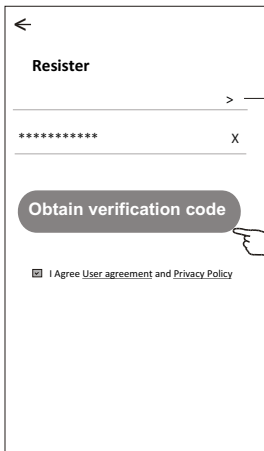 Resister
>
*********** X
Obtain verification code
I Agree User agreement and Privacy Policy